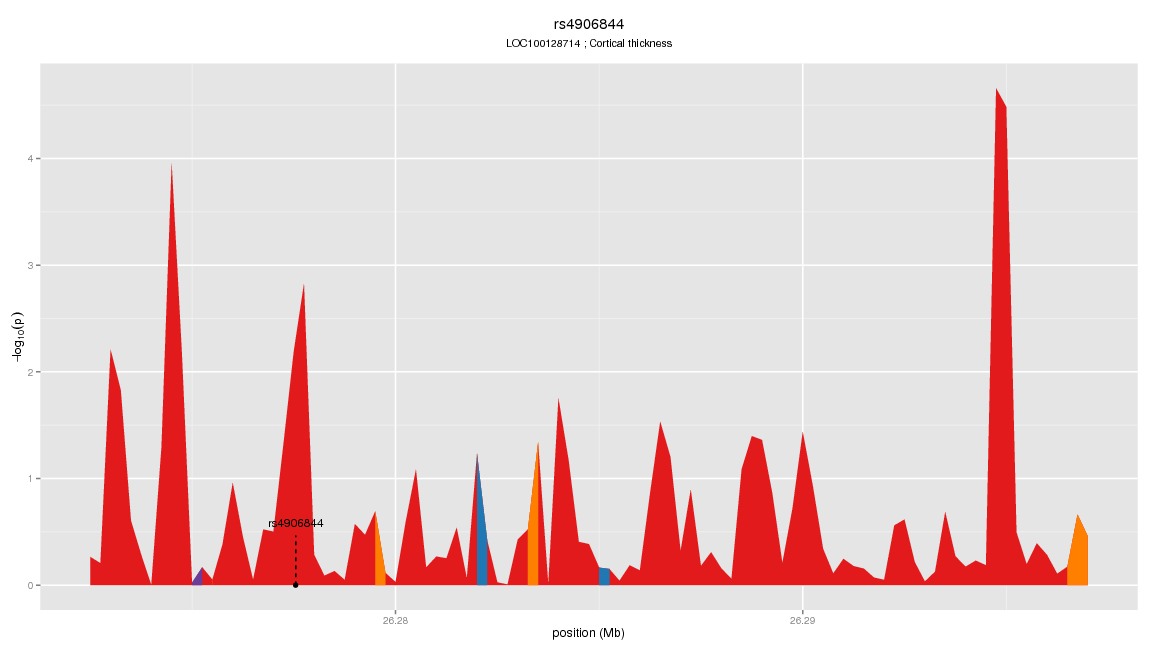 rs4906844
LOC100128714 ; Cortical thickness
4
3
2
1
0
−log₁₀(p)
rs4906844
26.28
26.29
position (Mb)